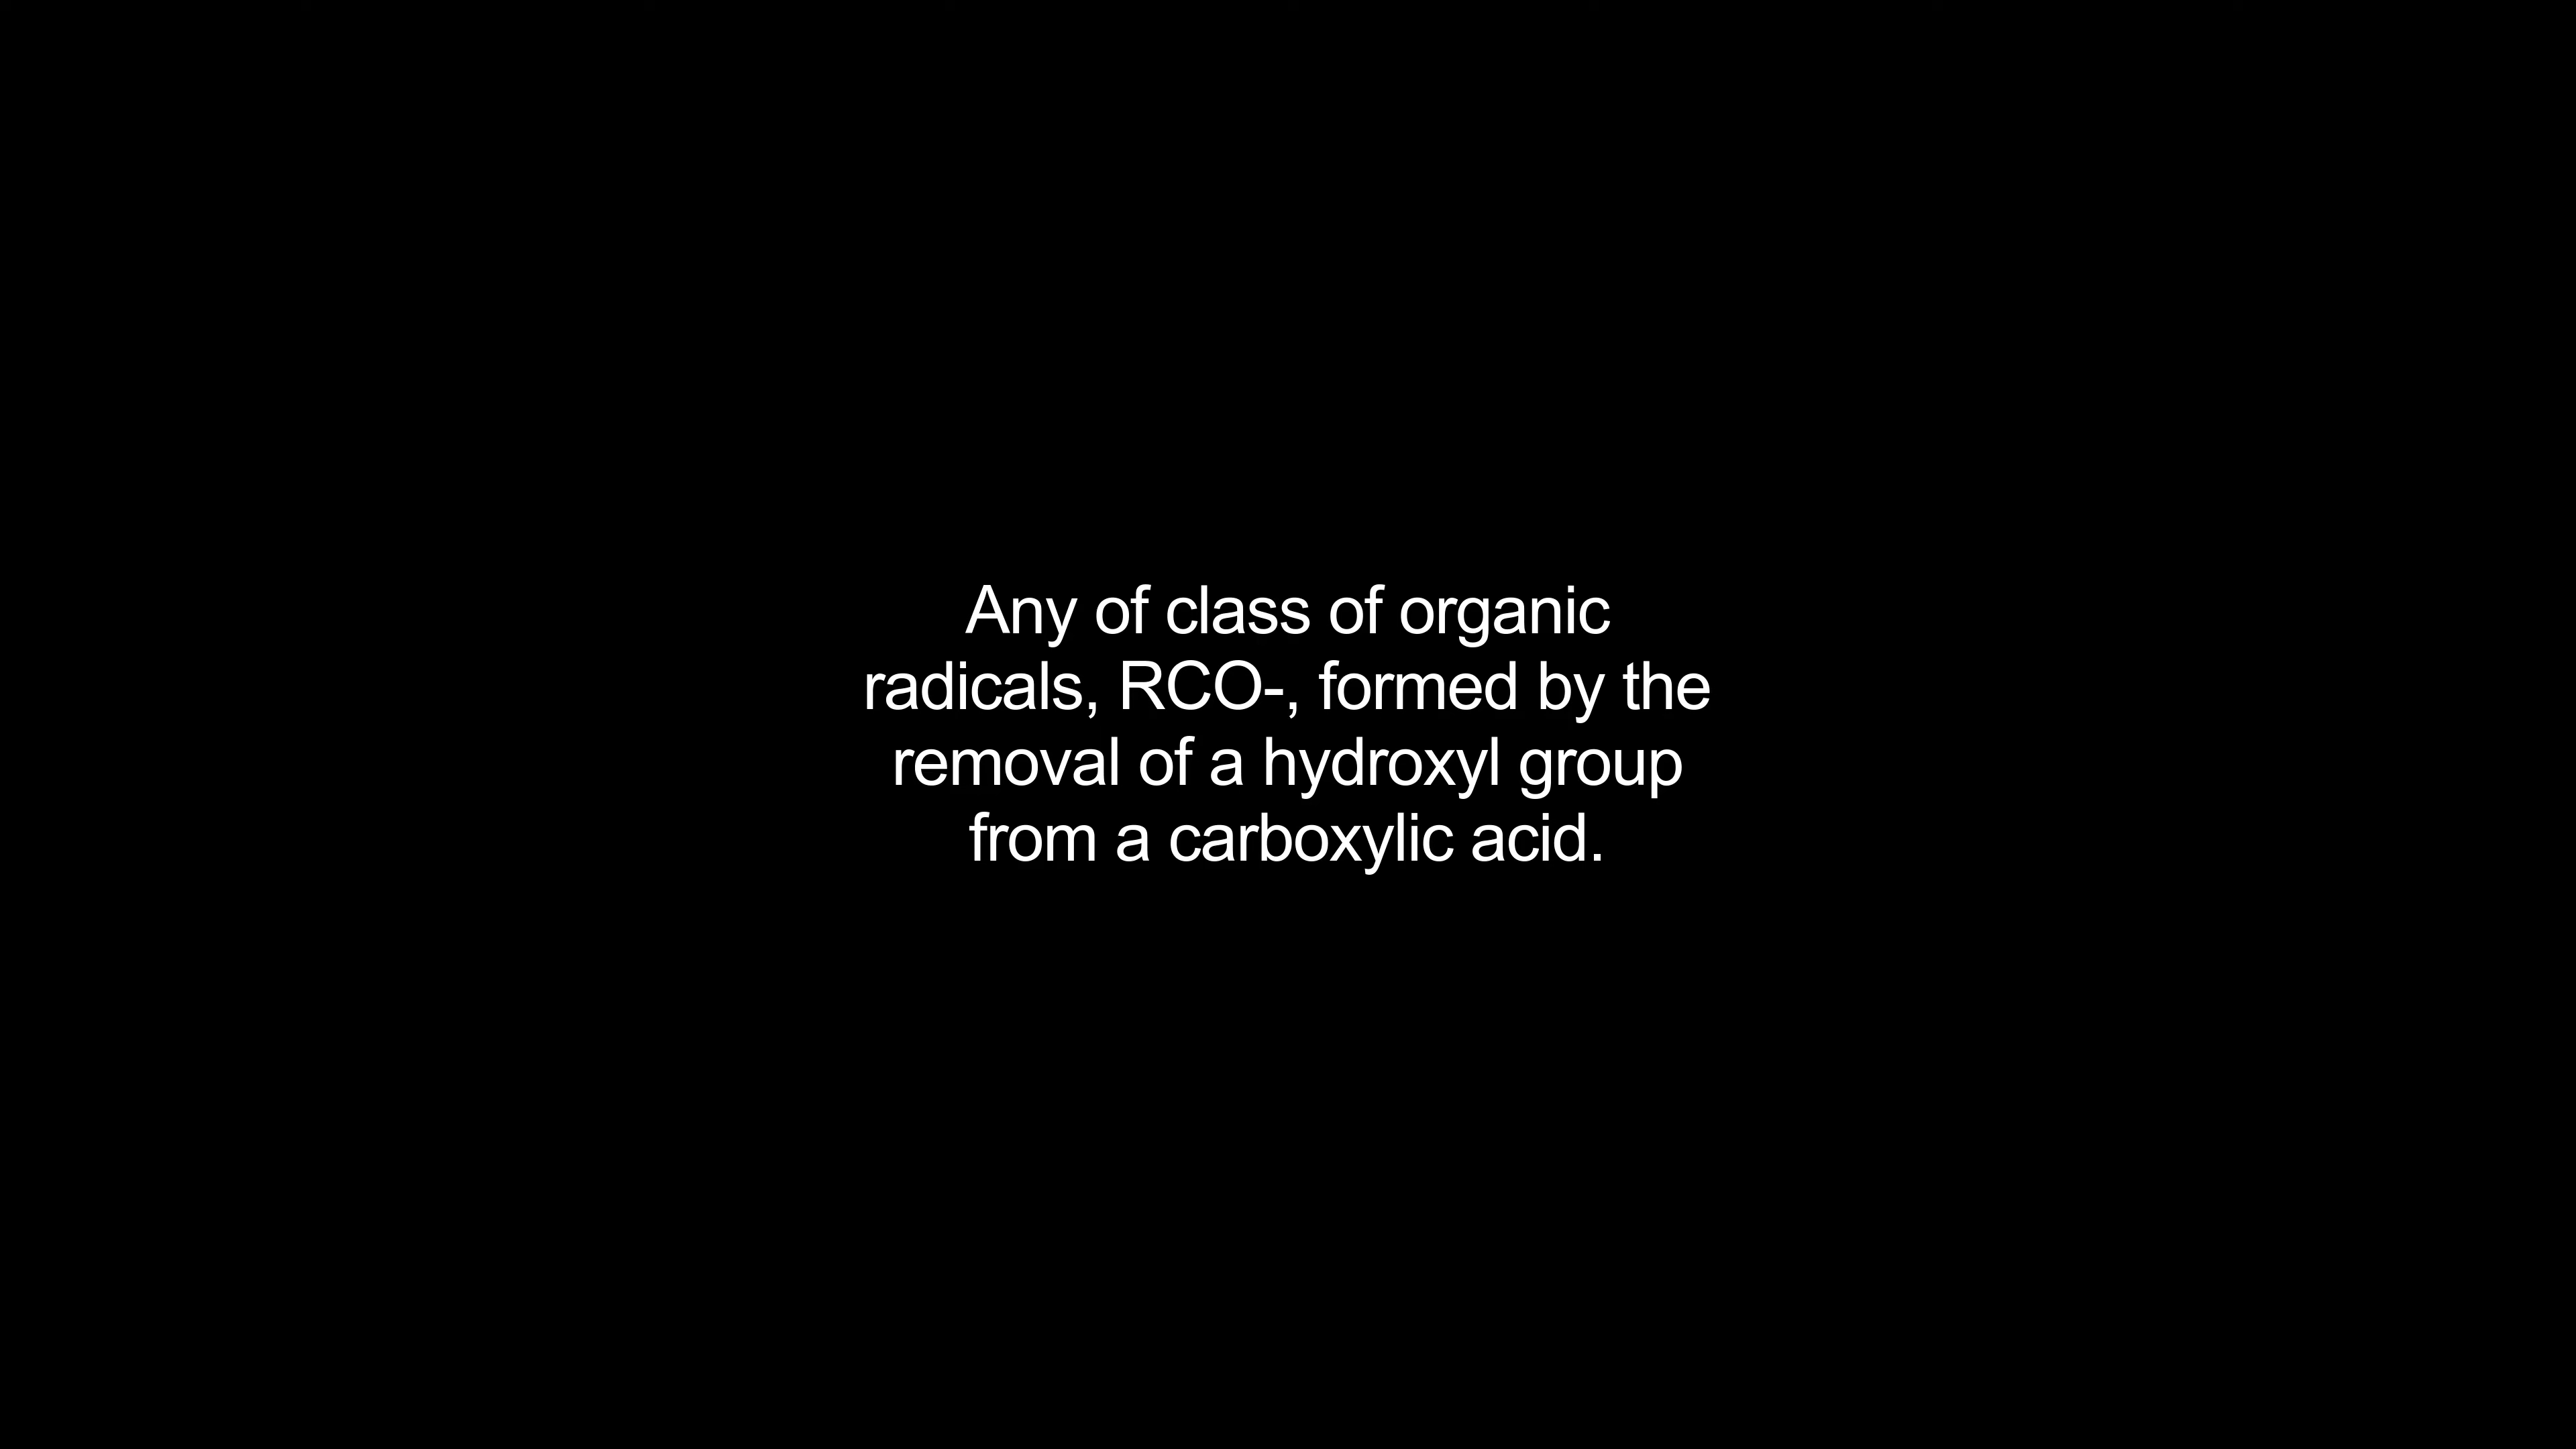 Any of class of organic
radicals, RCO-, formed by the
removal of a hydroxyl group
from a carboxylic acid.